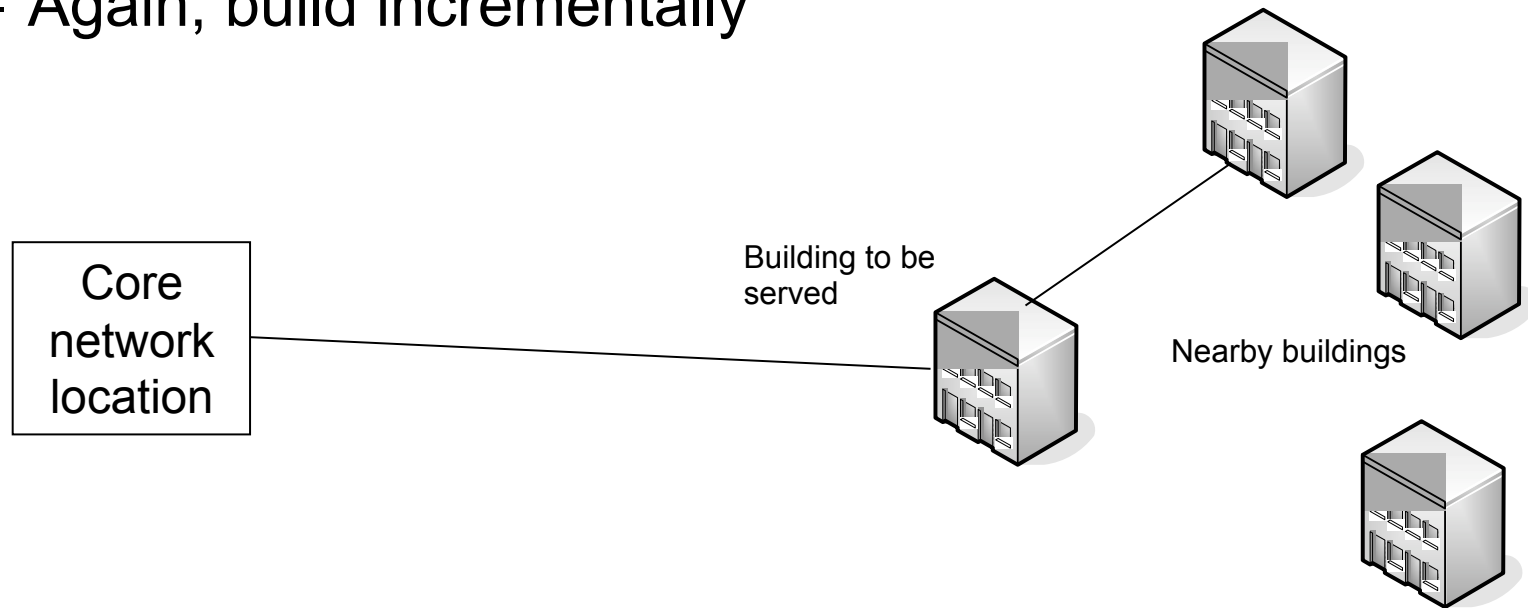 Again, build incrementally
Building to be
served
Core
network
location
Nearby buildings